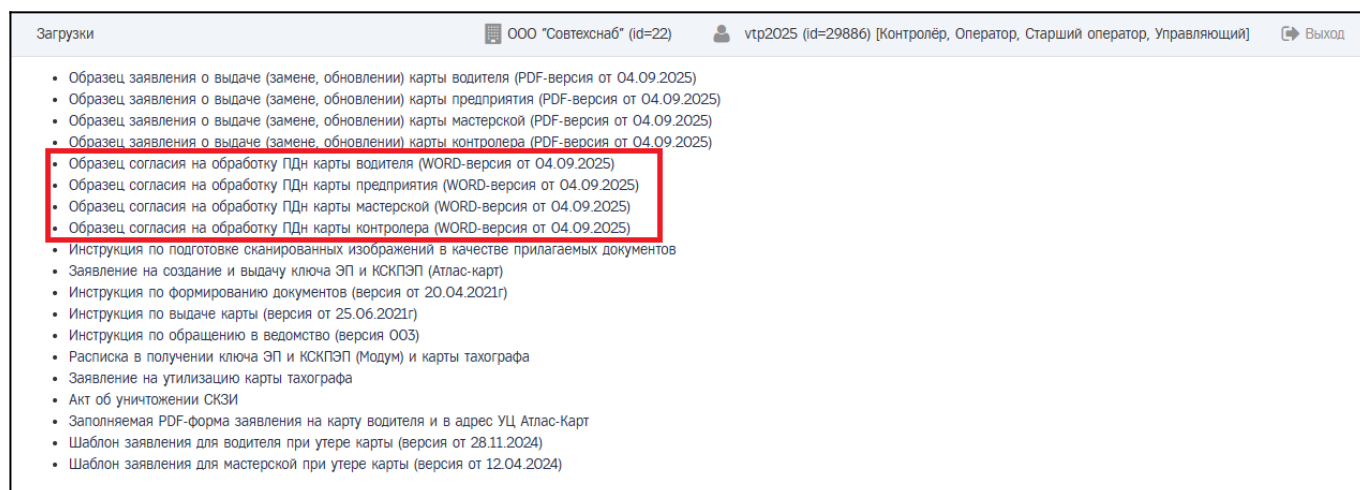 Загрузки ООО "Совтехснаб" (id=22) vtp2025 (id=29886) [Контролёр, Оператор, Старший оператор, Управляющий] Выход
• Образец заявления о выдаче (замене, обновлении) карты водителя (PDF-версия от 04.09.2025)
• Образец заявления о выдаче (замене, обновлении) карты предприятия (PDF-версия от 04.09.2025)
• Образец заявления о выдаче (замене, обновлении) карты мастерской (PDF-версия от 04.09.2025)
• Образец заявления о выдаче (замене, обновлении) карты контролера (PDF-версия от 04.09.2025)
• Образец согласия на обработку ПДн карты водителя (WORD-версия от 04.09.2025)
• Образец согласия на обработку ПДн карты предприятия (WORD-версия от 04.09.2025)
• Образец согласия на обработку ПДн карты мастерской (WORD-версия от 04.09.2025)
• Образец согласия на обработку ПДн карты контролера (WORD-версия от 04.09.2025)
• Инструкция по подготовке сканированных изображений в качестве прилагаемых документов
• Заявление на создание и выдачу ключа ЭП и КСКПЭП (Атлас-карт)
• Инструкция по формированию документов (версия от 20.04.2021г)
• Инструкция по выдаче карты (версия от 25.06.2021г)
• Инструкция по обращению в ведомство (версия 003)
• Расписка в получении ключа ЭП и КСКПЭП (Модум) и карты тахографа
• Заявление на утилизацию карты тахографа
• Акт об уничтожении СКЗИ
• Заполняемая PDF-форма заявления на карту водителя и в адрес УЦ Атлас-Карт
• Шаблон заявления для водителя при утере карты (версия от 28.11.2024)
• Шаблон заявления для мастерской при утере карты (версия от 12.04.2024)